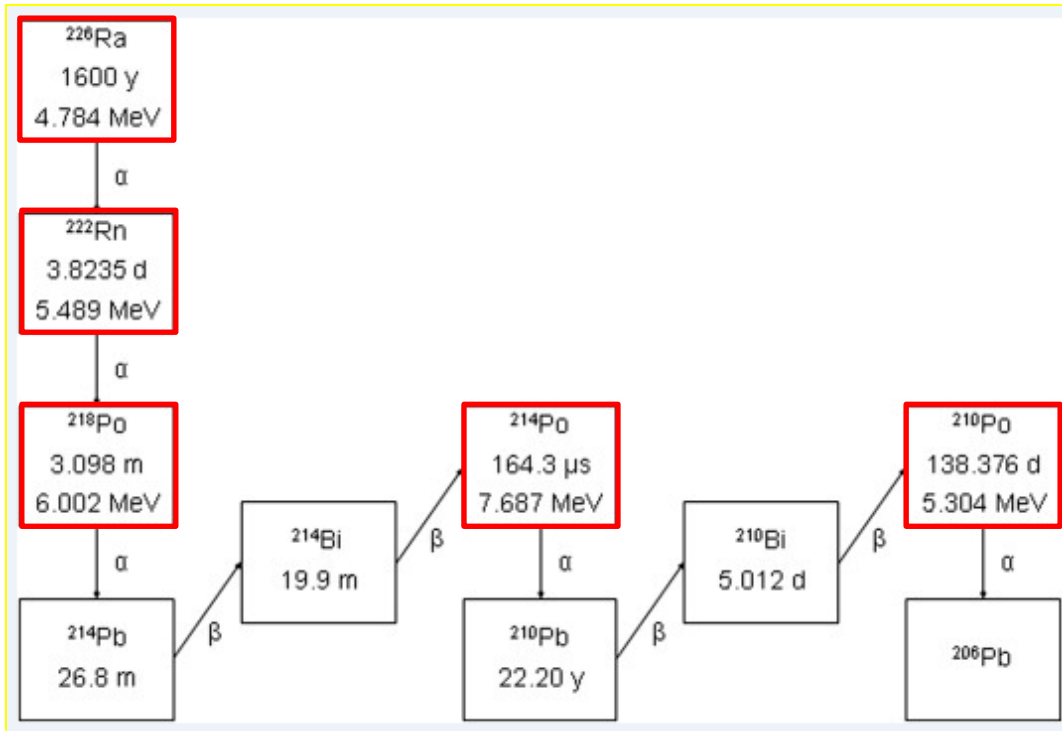 ²²⁶Ra
1600 y
4.784 MeV
α
²²²Rn
3.8235 d
5.489 MeV
α
²¹⁸Po
3.098 m
6.002 MeV
α
²¹⁴Pb
26.8 m
β
²¹⁴Bi
19.9 m
β
²¹⁴Po
164.3 µs
7.687 MeV
α
²¹⁰Pb
22.20 y
β
²¹⁰Bi
5.012 d
β
²¹⁰Po
138.376 d
5.304 MeV
α
²⁰⁶Pb